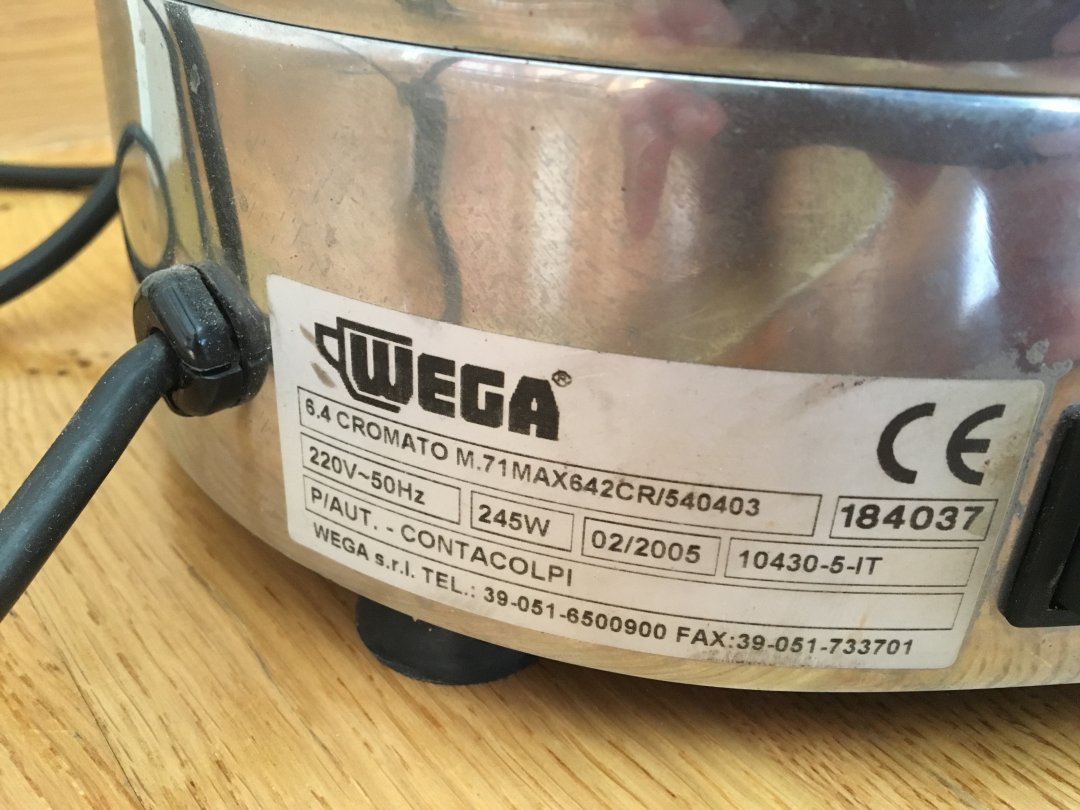 WEGA®
CE
6.4 CROMATO M.71MAX642CR/540403
184037
220V~50Hz
245W
02/2005
10430-5-IT
P/AUT. - CONTACOLPI
WEGA s.r.l. TEL.: 39-051-6500900 FAX:39-051-733701